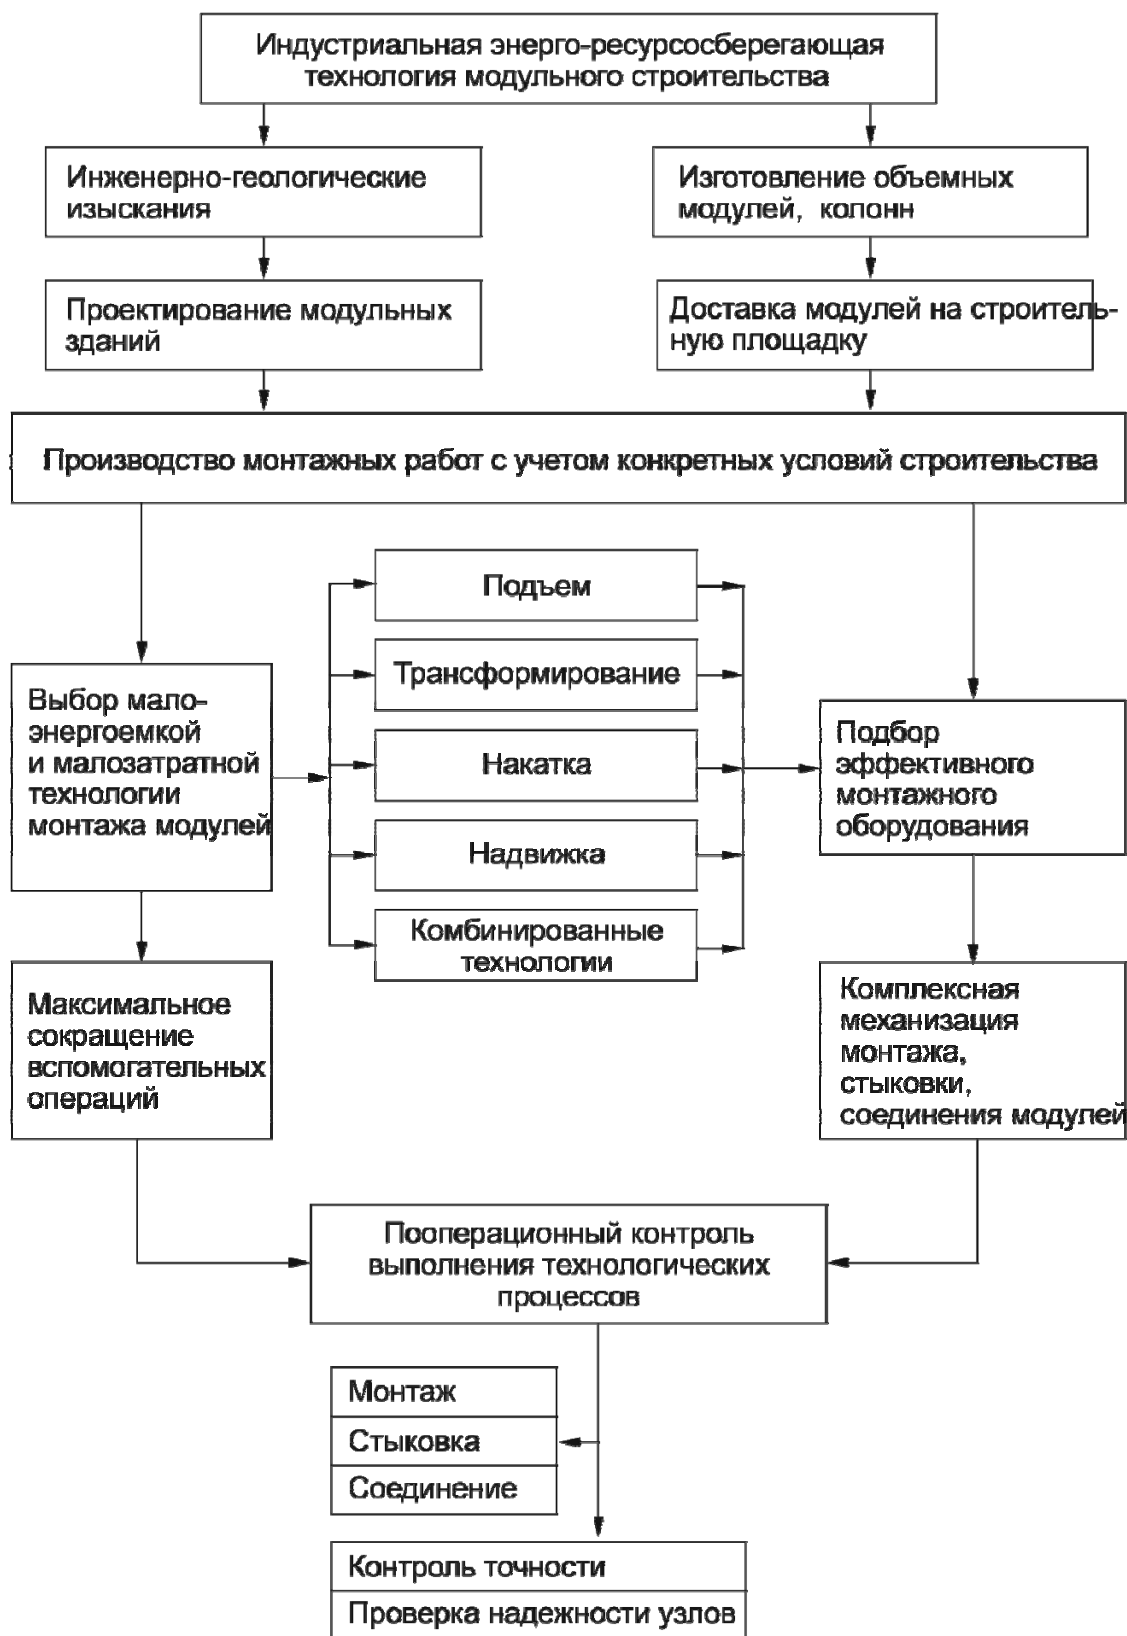 Индустриальная энерго-ресурсосберегающая
технология модульного строительства
Инженерно-геологические
изыскания
Изготовление объемных
модулей, колонн
Проектирование модульных
зданий
Доставка модулей на строитель-
ную площадку
Производство монтажных работ с учетом конкретных условий строительства
Выбор мало-
энергоемкой
и малозатратной
технологии
монтажа модулей
Подъем
Трансформирование
Накатка
Надвижка
Комбинированные
технологии
Подбор
эффективного
монтажного
оборудования
Максимальное
сокращение
вспомогательных
операций
Комплексная
механизация
монтажа,
стыковки,
соединения модулей
Пооперационный контроль
выполнения технологических
процессов
Монтаж
Стыковка
Соединение
Контроль точности
Проверка надежности узлов